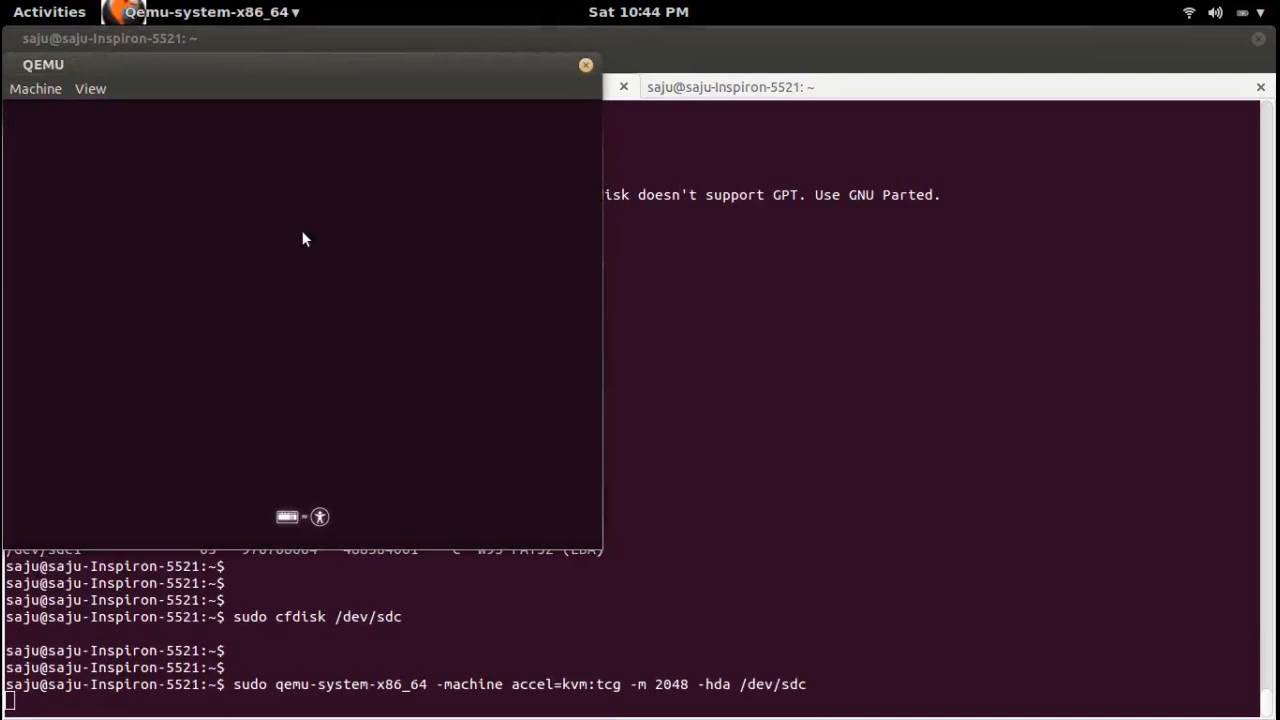 Activities Qemu-system-x86_64 ▾ Sat 10:44 PM
saju@saju-Inspiron-5521: ~
QEMU
Machine View
saju@saju-Inspiron-5521: ~
isk doesn't support GPT. Use GNU Parted.
saju@saju-Inspiron-5521:~$
saju@saju-Inspiron-5521:~$
saju@saju-Inspiron-5521:~$
saju@saju-Inspiron-5521:~$ sudo cfdisk /dev/sdc
saju@saju-Inspiron-5521:~$
saju@saju-Inspiron-5521:~$
saju@saju-Inspiron-5521:~$ sudo qemu-system-x86_64 -machine accel=kvm:tcg -m 2048 -hda /dev/sdc